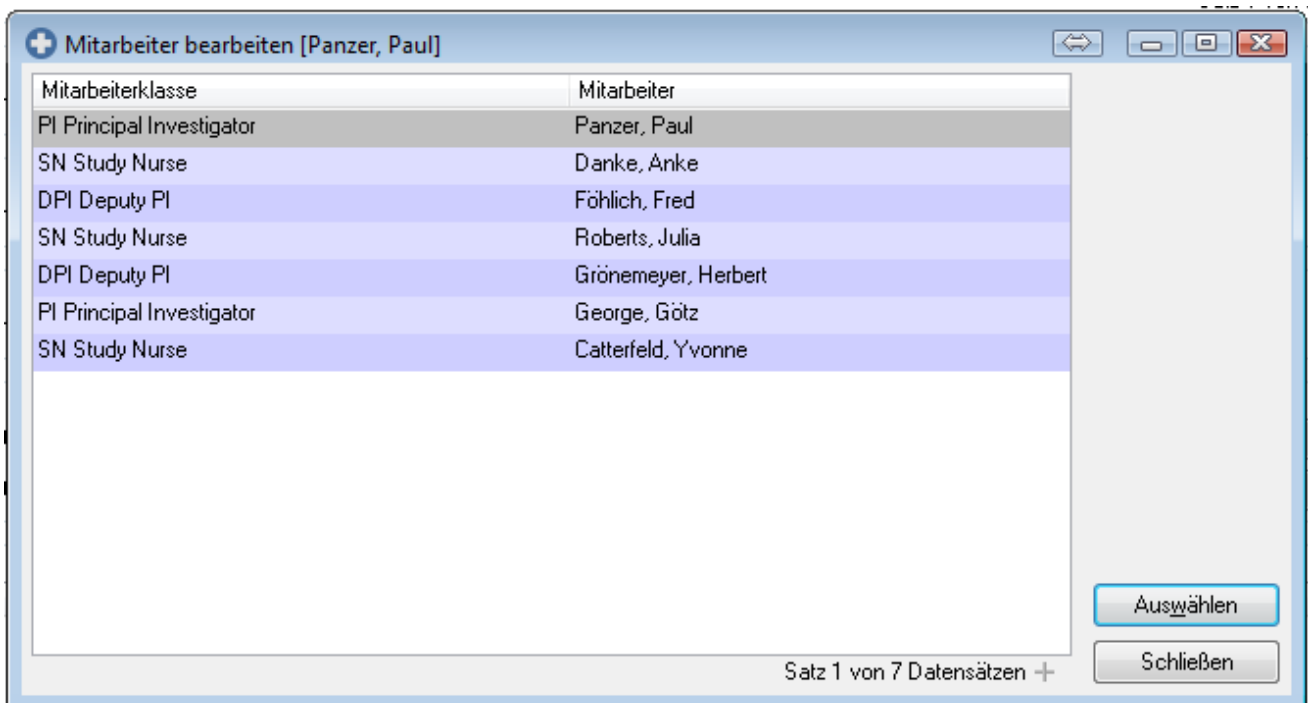 Mitarbeiter bearbeiten [Panzer, Paul]
Mitarbeiterklasse Mitarbeiter
PI Principal Investigator Panzer, Paul
SN Study Nurse Danke, Anke
DPI Deputy PI Föhlich, Fred
SN Study Nurse Roberts, Julia
DPI Deputy PI Grönemeyer, Herbert
PI Principal Investigator George, Götz
SN Study Nurse Catterfeld, Yvonne
Auswählen
Schließen
Satz 1 von 7 Datensätzen